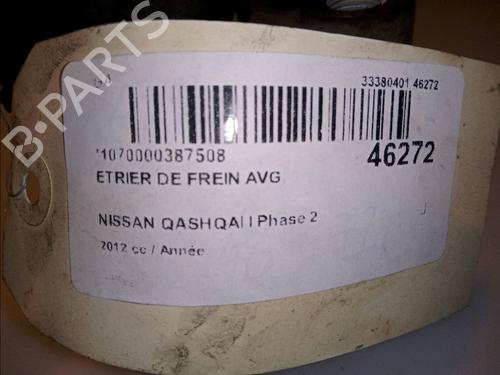 33380401 46272
*1070000387508
46272
ETRIER DE FREIN AVG
NISSAN QASHQAI I Phase 2
2012 cc / Année
B-PARTS